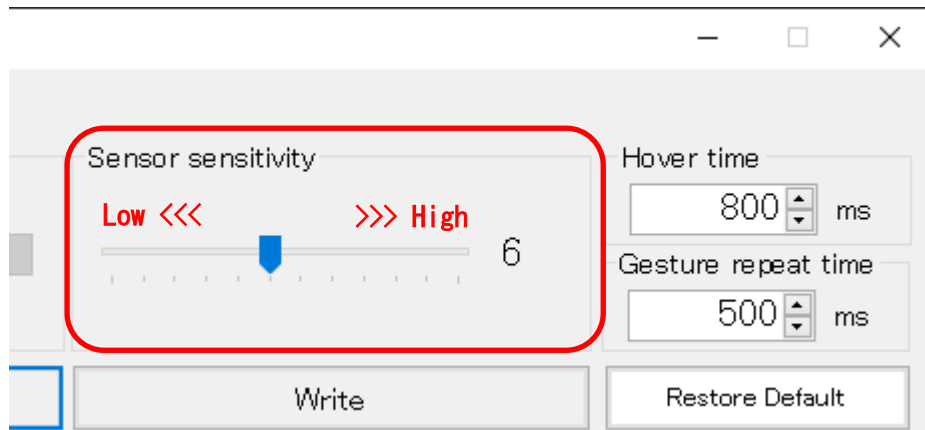 Sensor sensitivity
Low <<< >>> High
6
Hover time
800 ms
Gesture repeat time
500 ms
Write
Restore Default